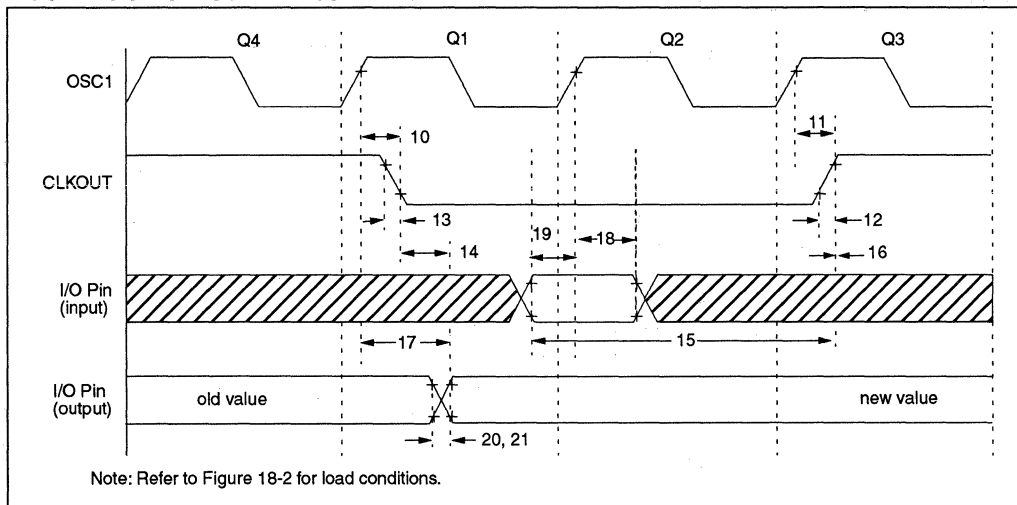 Q4 Q1 Q2 Q3
OSC1
10
11
CLKOUT
13
12
14
19
18
16
I/O Pin
(input)
17
15
I/O Pin
(output)
old value
new value
20, 21
Note: Refer to Figure 18-2 for load conditions.